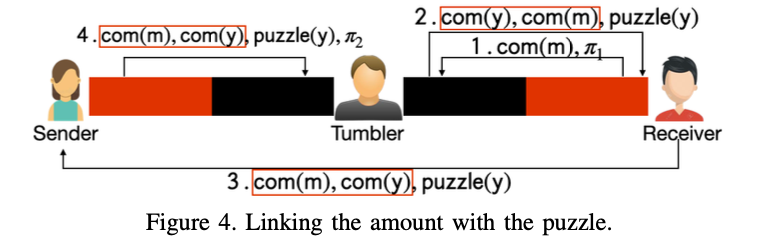 2.com(y),com(m),puzzle(y)
4.com(m),com(y),puzzle(y),π₂
1.com(m),π₁
Sender
Tumbler
Receiver
3.com(m),com(y),puzzle(y)
Figure 4. Linking the amount with the puzzle.